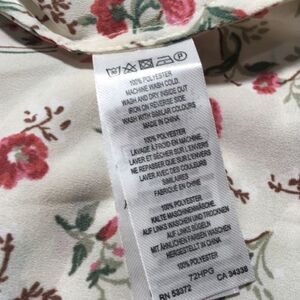 100% POLYESTER
MACHINE WASH COLD.
WASH AND DRY INSIDE OUT
IRON ON REVERSE SIDE
WASH WITH SIMILAR COLOURS
MADE IN CHINA
100% POLYESTER
LAVAGE À FROID EN MACHINE.
LAVER ET SÉCHER SUR L'ENVERS
NE REPASSER QUE SUR L'ENVERS
LAVER AVEC DES COULEURS
SIMILAIRES
FABRIQUÉ EN CHINE
100% POLYESTER
KALTE MASCHINENWÄSCHE
AUF LINKS WASCHEN UND TROCKNEN
AUF LINKS BÜGELN
MIT ÄHNLICHEN FARBEN WASCHEN
HERGESTELLT IN CHINA
100% POLYESTER
72HPG
RN 53372 CA 34238